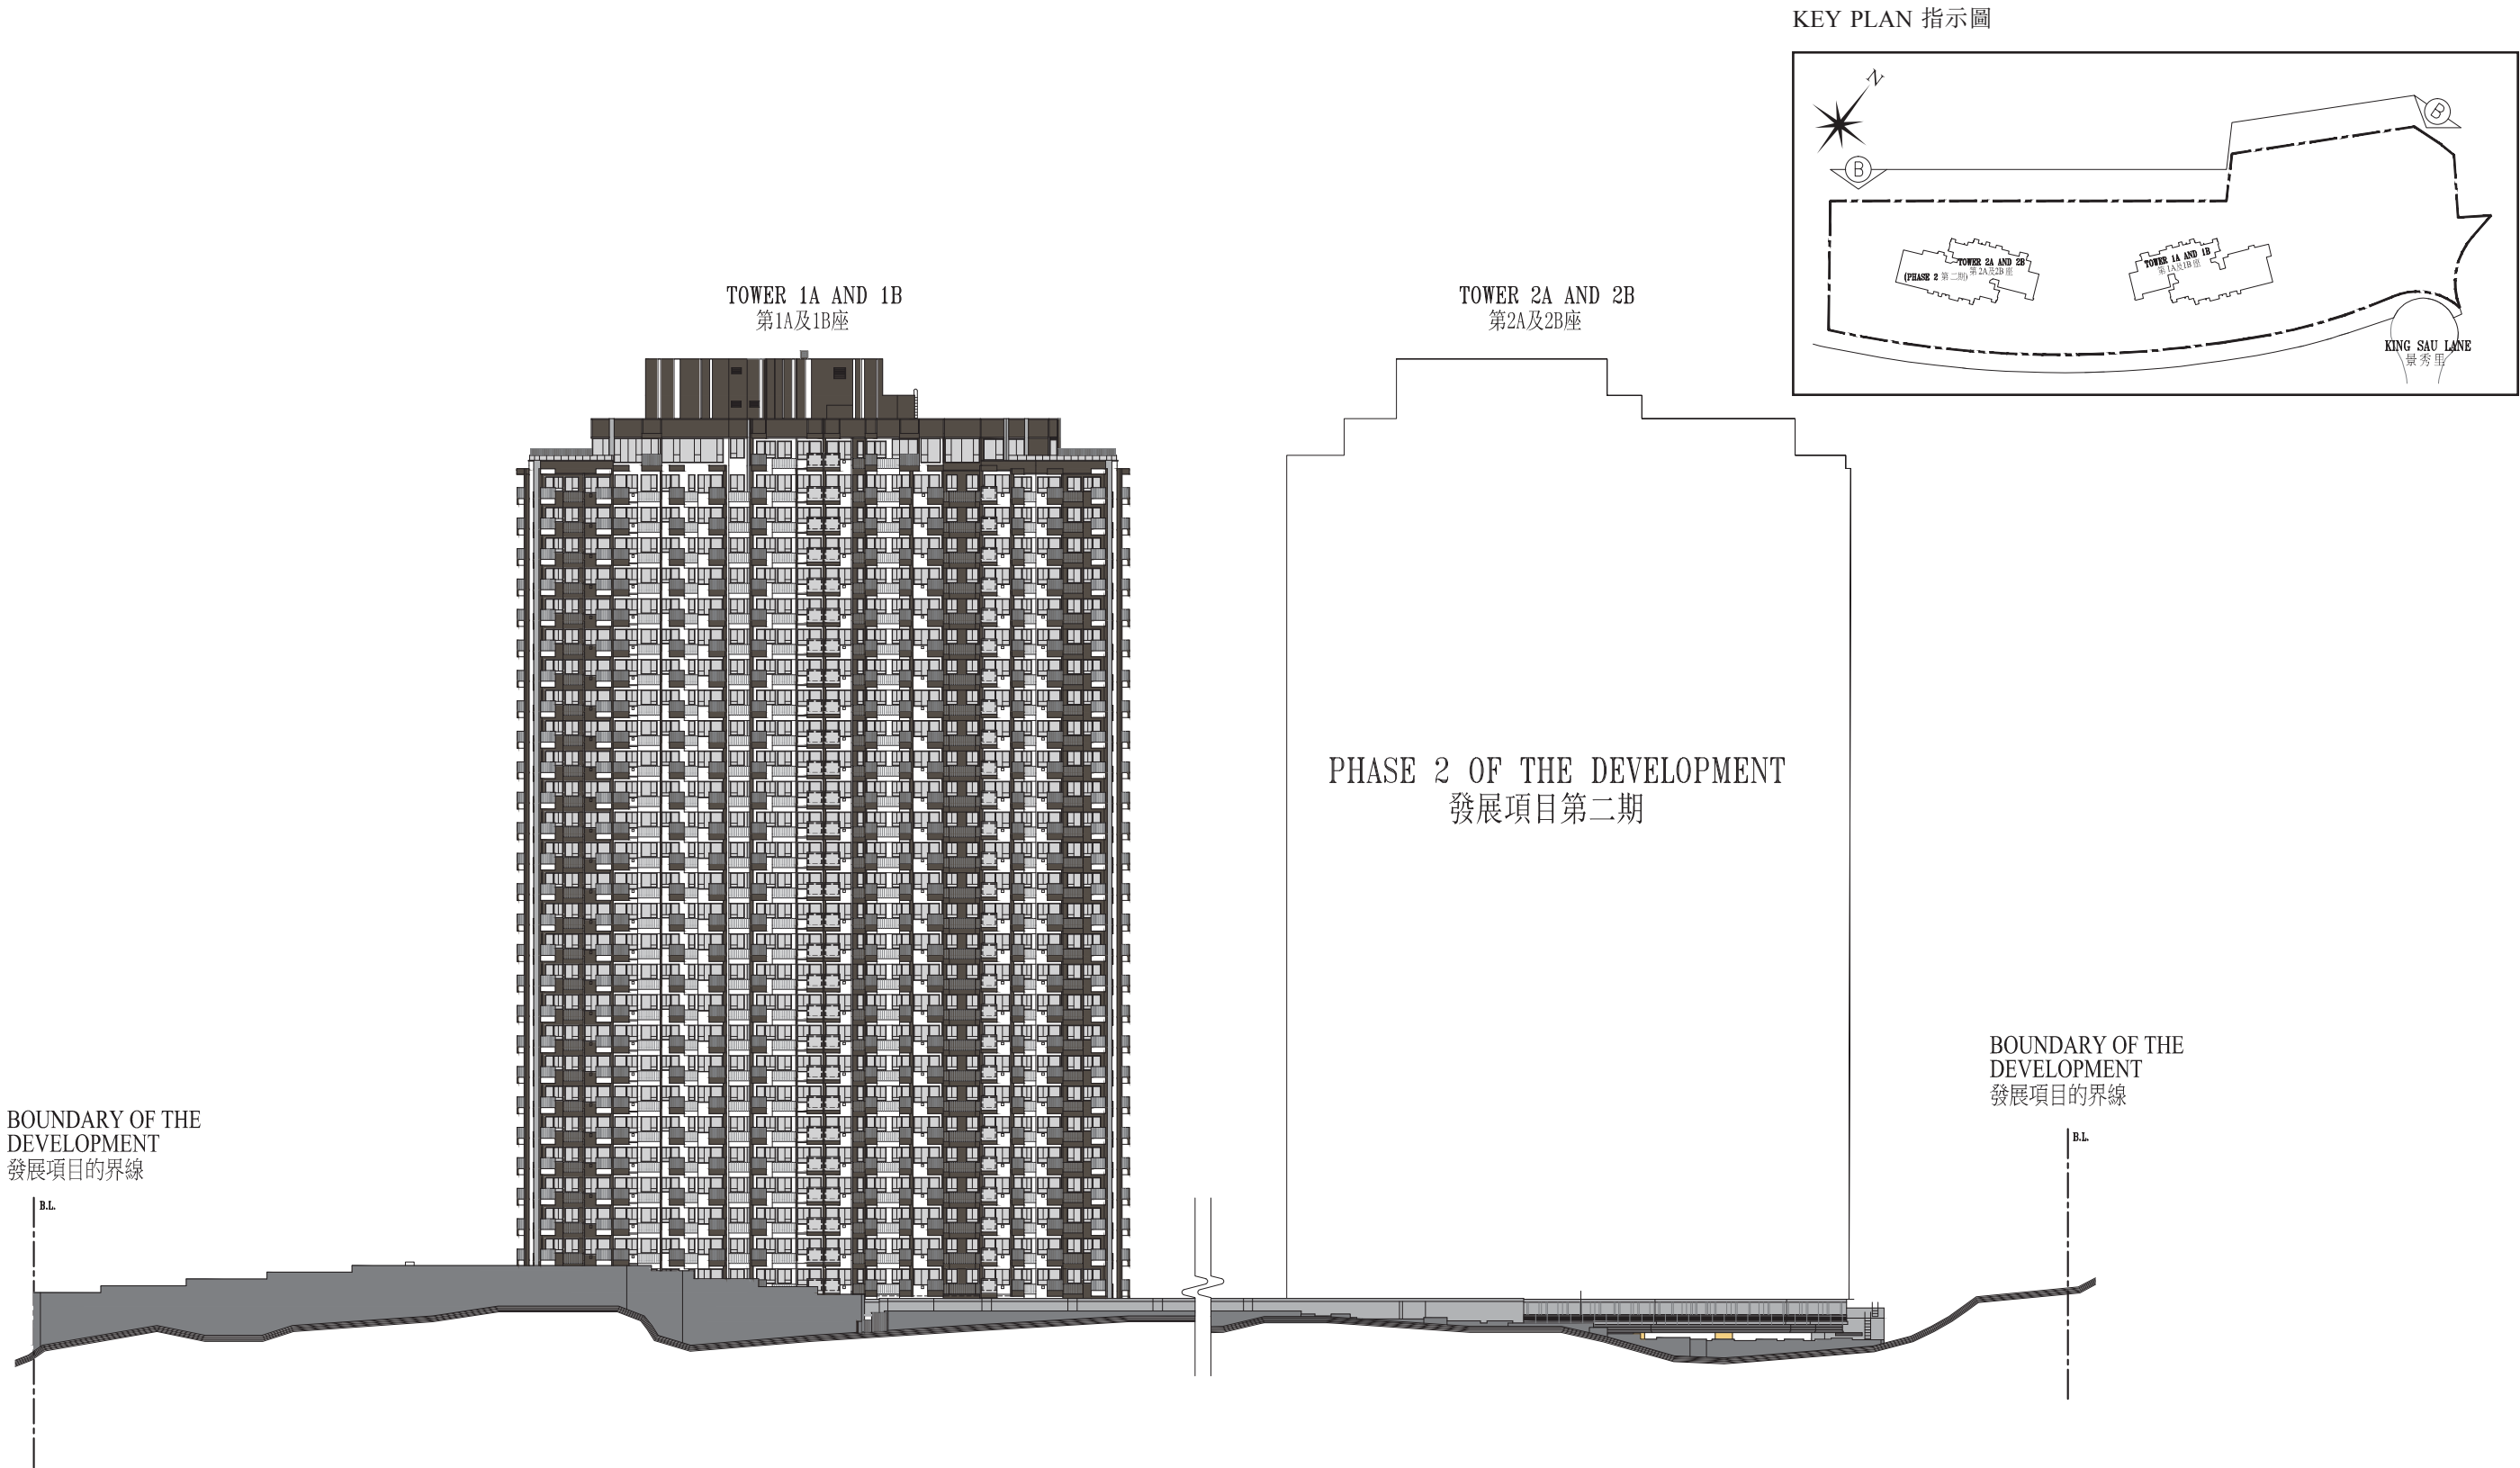 KEY PLAN 指示圖
N
B
B
TOWER 2A AND 2B
第2A及2B座
(PHASE 2 第二期)
TOWER 1A AND 1B
第1A及1B座
KING SAU LANE
景秀里
TOWER 1A AND 1B
第1A及1B座
TOWER 2A AND 2B
第2A及2B座
PHASE 2 OF THE DEVELOPMENT
發展項目第二期
BOUNDARY OF THE
DEVELOPMENT
發展項目的界線
B.L.
BOUNDARY OF THE
DEVELOPMENT
發展項目的界線
B.L.